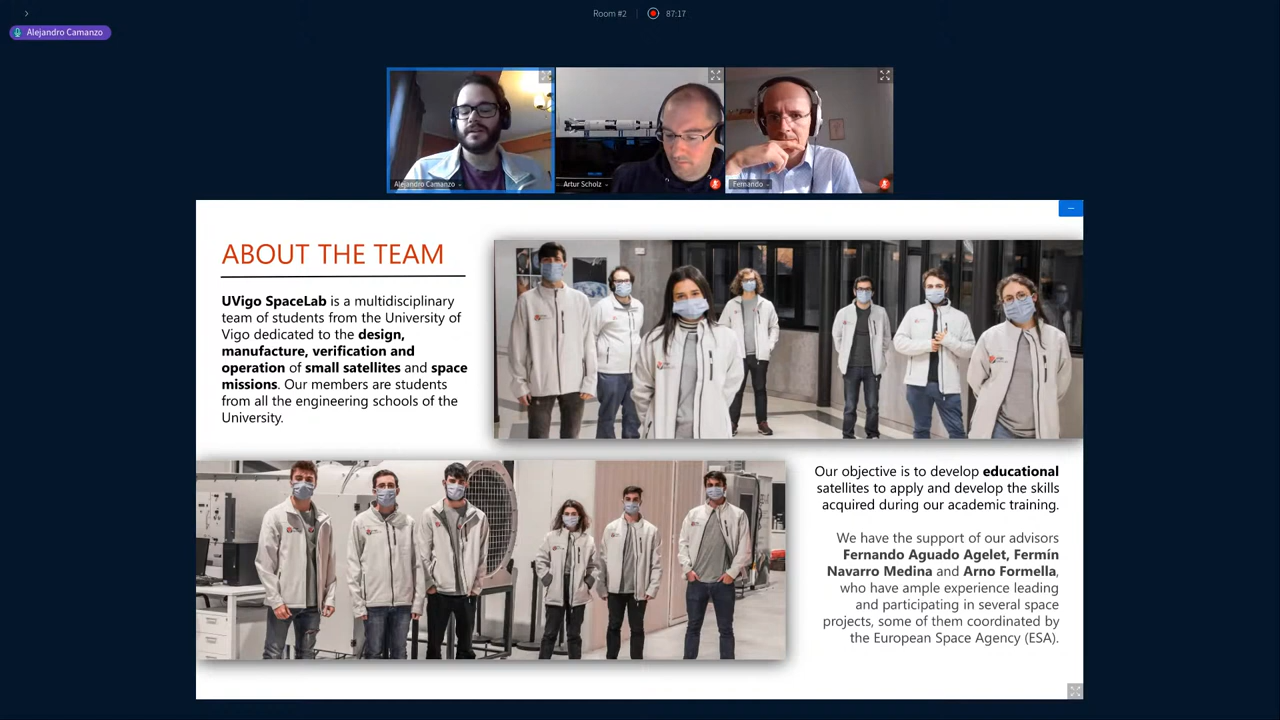 Room #2
87:17
Alejandro Camanzo
Alejandro Camanzo
Artur Scholz
Fernando
ABOUT THE TEAM
UVigo SpaceLab is a multidisciplinary
team of students from the University of
Vigo dedicated to the design,
manufacture, verification and
operation of small satellites and space
missions. Our members are students
from all the engineering schools of the
University.
Our objective is to develop educational
satellites to apply and develop the skills
acquired during our academic training.
We have the support of our advisors
Fernando Aguado Agelet, Fermín
Navarro Medina and Arno Formella,
who have ample experience leading
and participating in several space
projects, some of them coordinated by
the European Space Agency (ESA).